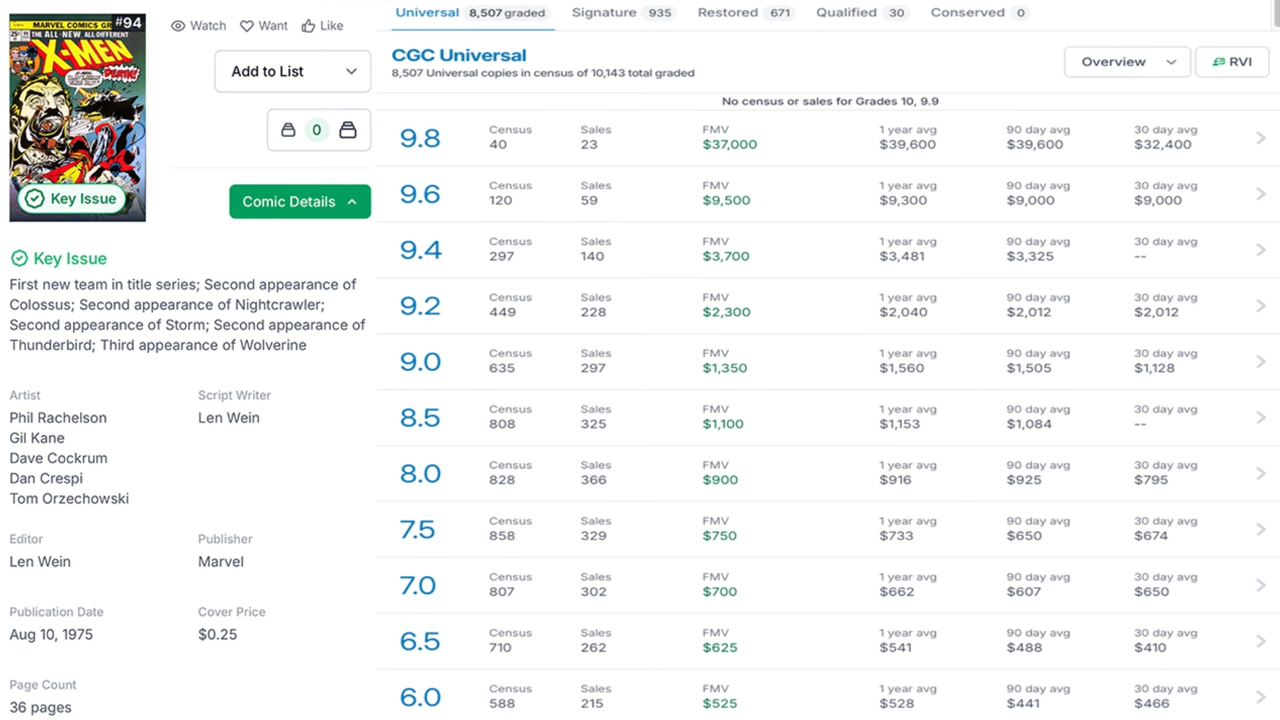 #94
MARVEL COMICS GR
25¢
THE ALL-NEW, ALL-DIFFERENT
X-MEN
DEATH!
Key Issue
Watch
Want
Like
Add to List
0
Comic Details
Key Issue
First new team in title series; Second appearance of
Colossus; Second appearance of Nightcrawler;
Second appearance of Storm; Second appearance of
Thunderbird; Third appearance of Wolverine
Artist
Phil Rachelson
Gil Kane
Dave Cockrum
Dan Crespi
Tom Orzechowski
Script Writer
Len Wein
Editor
Len Wein
Publisher
Marvel
Publication Date
Aug 10, 1975
Cover Price
$0.25
Page Count
36 pages
Universal 8,507 graded Signature 935 Restored 671 Qualified 30 Conserved 0
CGC Universal
8,507 Universal copies in census of 10,143 total graded
Overview
RVI
No census or sales for Grades 10, 9.9
9.8
Census Sales FMV 1 year avg 90 day avg 30 day avg
40 23 $37,000 $39,600 $39,600 $32,400
9.6
Census Sales FMV 1 year avg 90 day avg 30 day avg
120 59 $9,500 $9,300 $9,000 $9,000
9.4
Census Sales FMV 1 year avg 90 day avg 30 day avg
297 140 $3,700 $3,481 $3,325 --
9.2
Census Sales FMV 1 year avg 90 day avg 30 day avg
449 228 $2,300 $2,040 $2,012 $2,012
9.0
Census Sales FMV 1 year avg 90 day avg 30 day avg
635 297 $1,350 $1,560 $1,505 $1,128
8.5
Census Sales FMV 1 year avg 90 day avg 30 day avg
808 325 $1,100 $1,153 $1,084 --
8.0
Census Sales FMV 1 year avg 90 day avg 30 day avg
828 366 $900 $916 $925 $795
7.5
Census Sales FMV 1 year avg 90 day avg 30 day avg
858 329 $750 $733 $650 $674
7.0
Census Sales FMV 1 year avg 90 day avg 30 day avg
807 302 $700 $662 $607 $650
6.5
Census Sales FMV 1 year avg 90 day avg 30 day avg
710 262 $625 $541 $488 $410
6.0
Census Sales FMV 1 year avg 90 day avg 30 day avg
588 215 $525 $528 $441 $466